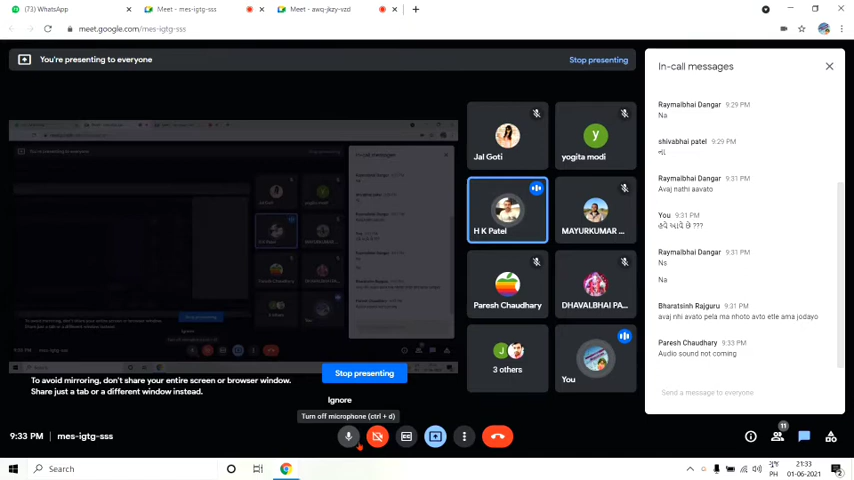 (73) WhatsApp
Meet - mes-igtg-sss
Meet - awq-jkzy-vzd
meet.google.com/mes-igtg-sss
You're presenting to everyone
Stop presenting
Jal Goti
yogita modi
H K Patel
MAYURKUMAR ...
Paresh Chaudhary
DHAVALBHAI PA...
J
3 others
You
To avoid mirroring, don't share your entire screen or browser window.
Share just a tab or a different window instead.
Stop presenting
Ignore
Turn off microphone (ctrl + d)
9:33 PM
mes-igtg-sss
In-call messages
Raymalbhai Dangar 9:29 PM
Na
shivabhai patel 9:29 PM
ના
Raymalbhai Dangar 9:31 PM
Avaj nathi aavato
You 9:31 PM
હવે આવે છે ???
Raymalbhai Dangar 9:31 PM
Ns
Na
Bharatsinh Rajguru 9:31 PM
avaj nhi avato pela ma nhoto avto etle ama jodayo
Paresh Chaudhary 9:33 PM
Audio sound not coming
Send a message to everyone
11
Search
PH
21:33
01-06-2021
2